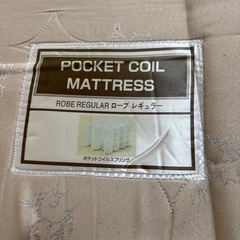 POCKET COIL
MATTRESS
ROBE REGULAR ローブ レギュラー
ポケットコイルスプリング